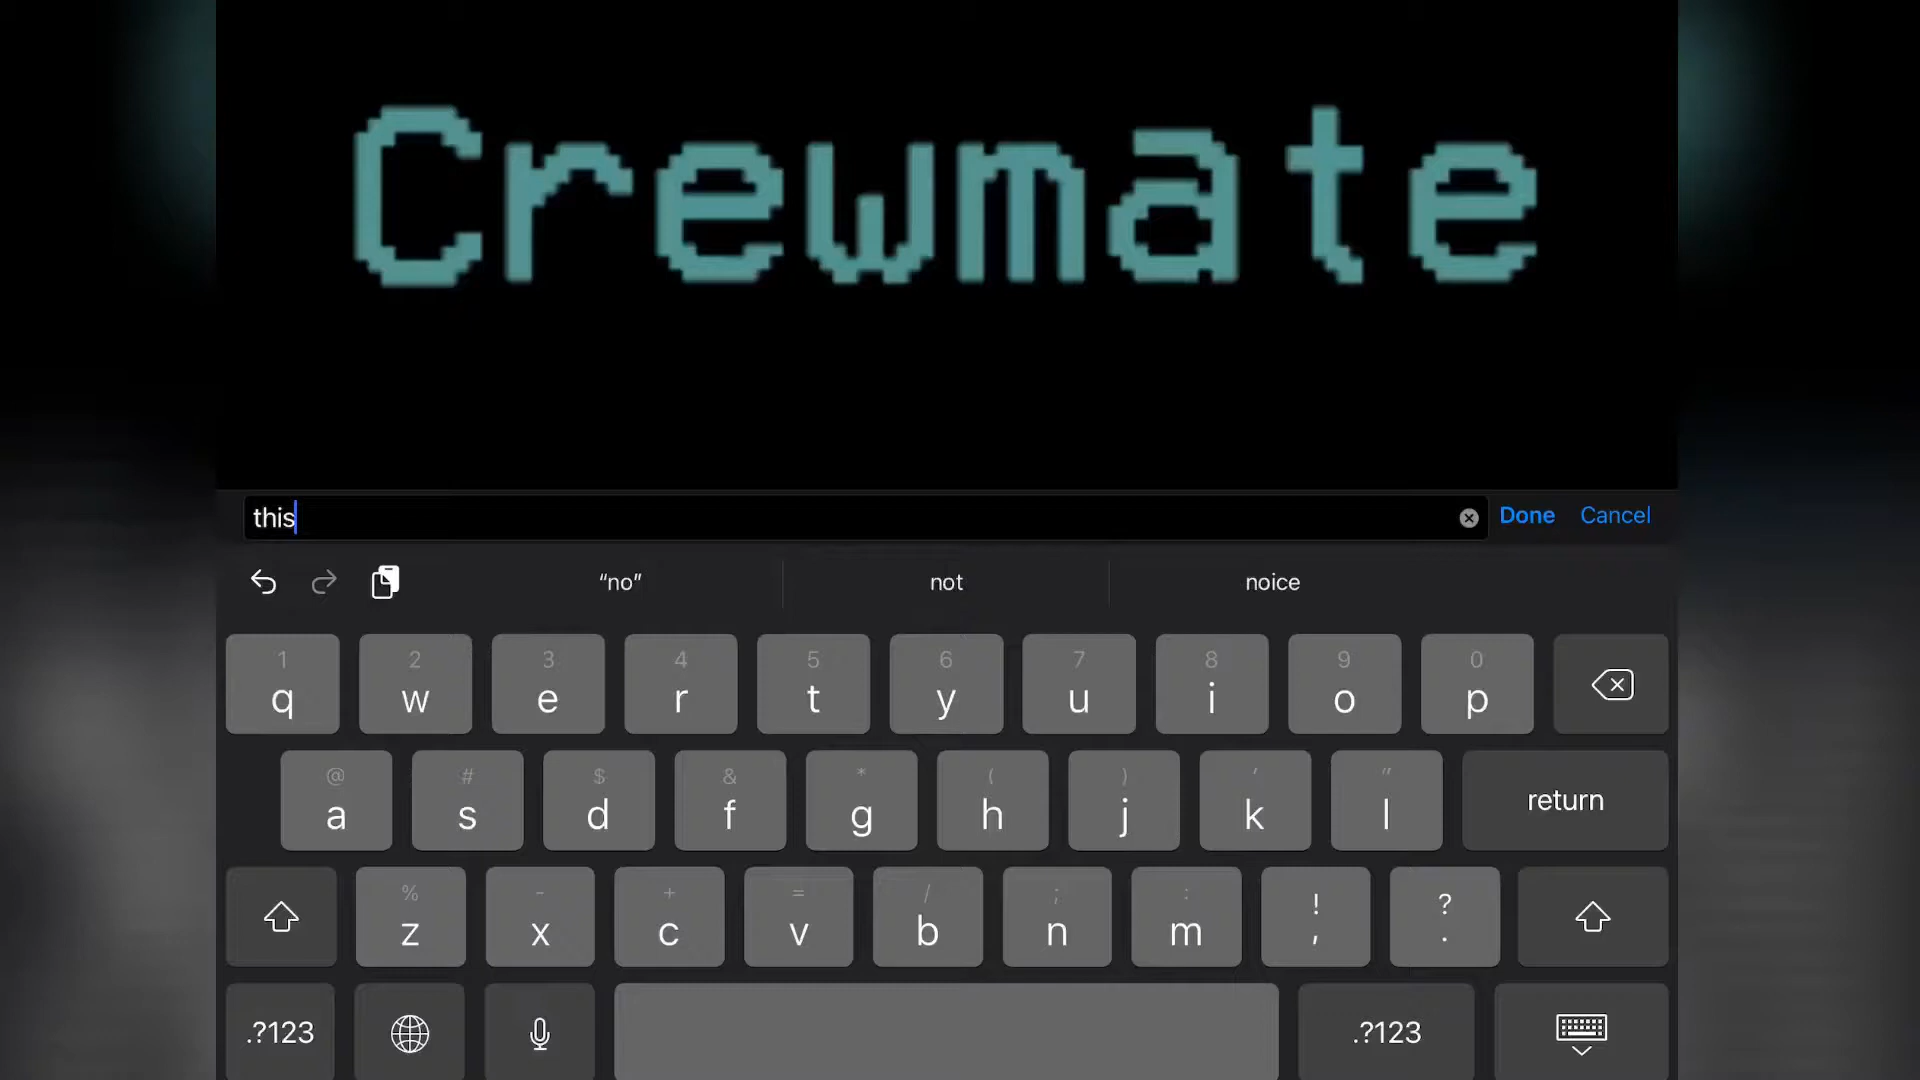 Crewmate
this Done Cancel
“no” not noice
1 2 3 4 5 6 7 8 9 0
q w e r t y u i o p
@ # $ & * ( ) ' "
a s d f g h j k l return
% - + = / ; : ! ?
z x c v b n m , .
.?123 .?123